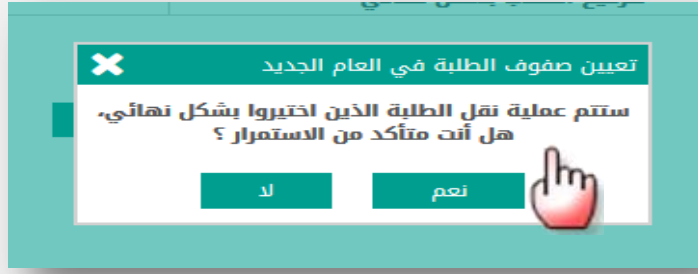 تعيين صفوف الطلبة في العام الجديد
ستتم عملية نقل الطلبة الذين اختيروا بشكل نهائي،
هل أنت متأكد من الاستمرار ؟
نعم
لا